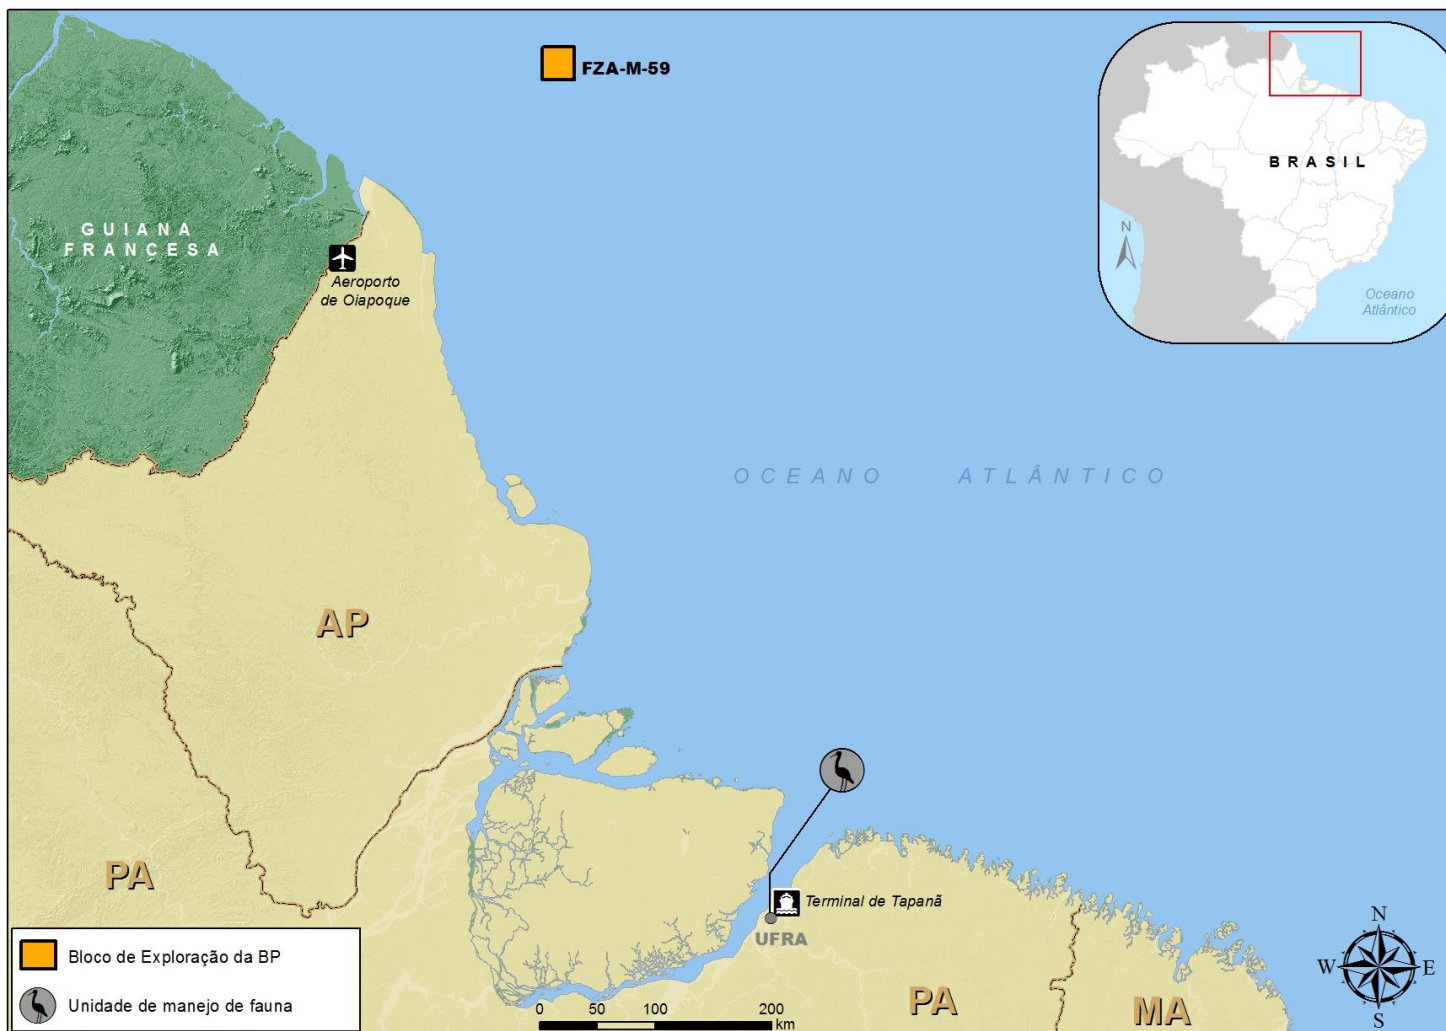 FZA-M-59
N
BRASIL
Oceano
Atlântico
GUIANA
FRANCESA
Aeroporto
de Oiapoque
OCEANO ATLÂNTICO
AP
PA
Terminal de Tapanã
UFRA
PA
MA
N
W E
S
Bloco de Exploração da BP
Unidade de manejo de fauna
0 50 100 200
km